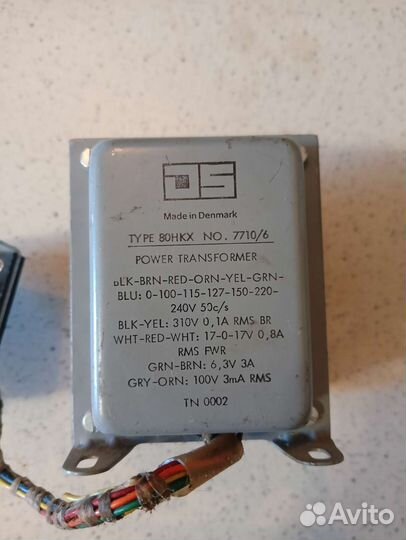 JS
Made in Denmark
TYPE 80HKX NO. 7710/6
POWER TRANSFORMER
BLK-BRN-RED-ORN-YEL-GRN-
BLU: 0-100-115-127-150-220-
240V 50c/s
BLK-YEL: 310V 0,1A RMS BR
WHT-RED-WHT: 17-0-17V 0,8A
RMS FWR
GRN-BRN: 6,3V 3A
GRY-ORN: 100V 3mA RMS
TN 0002
Avito